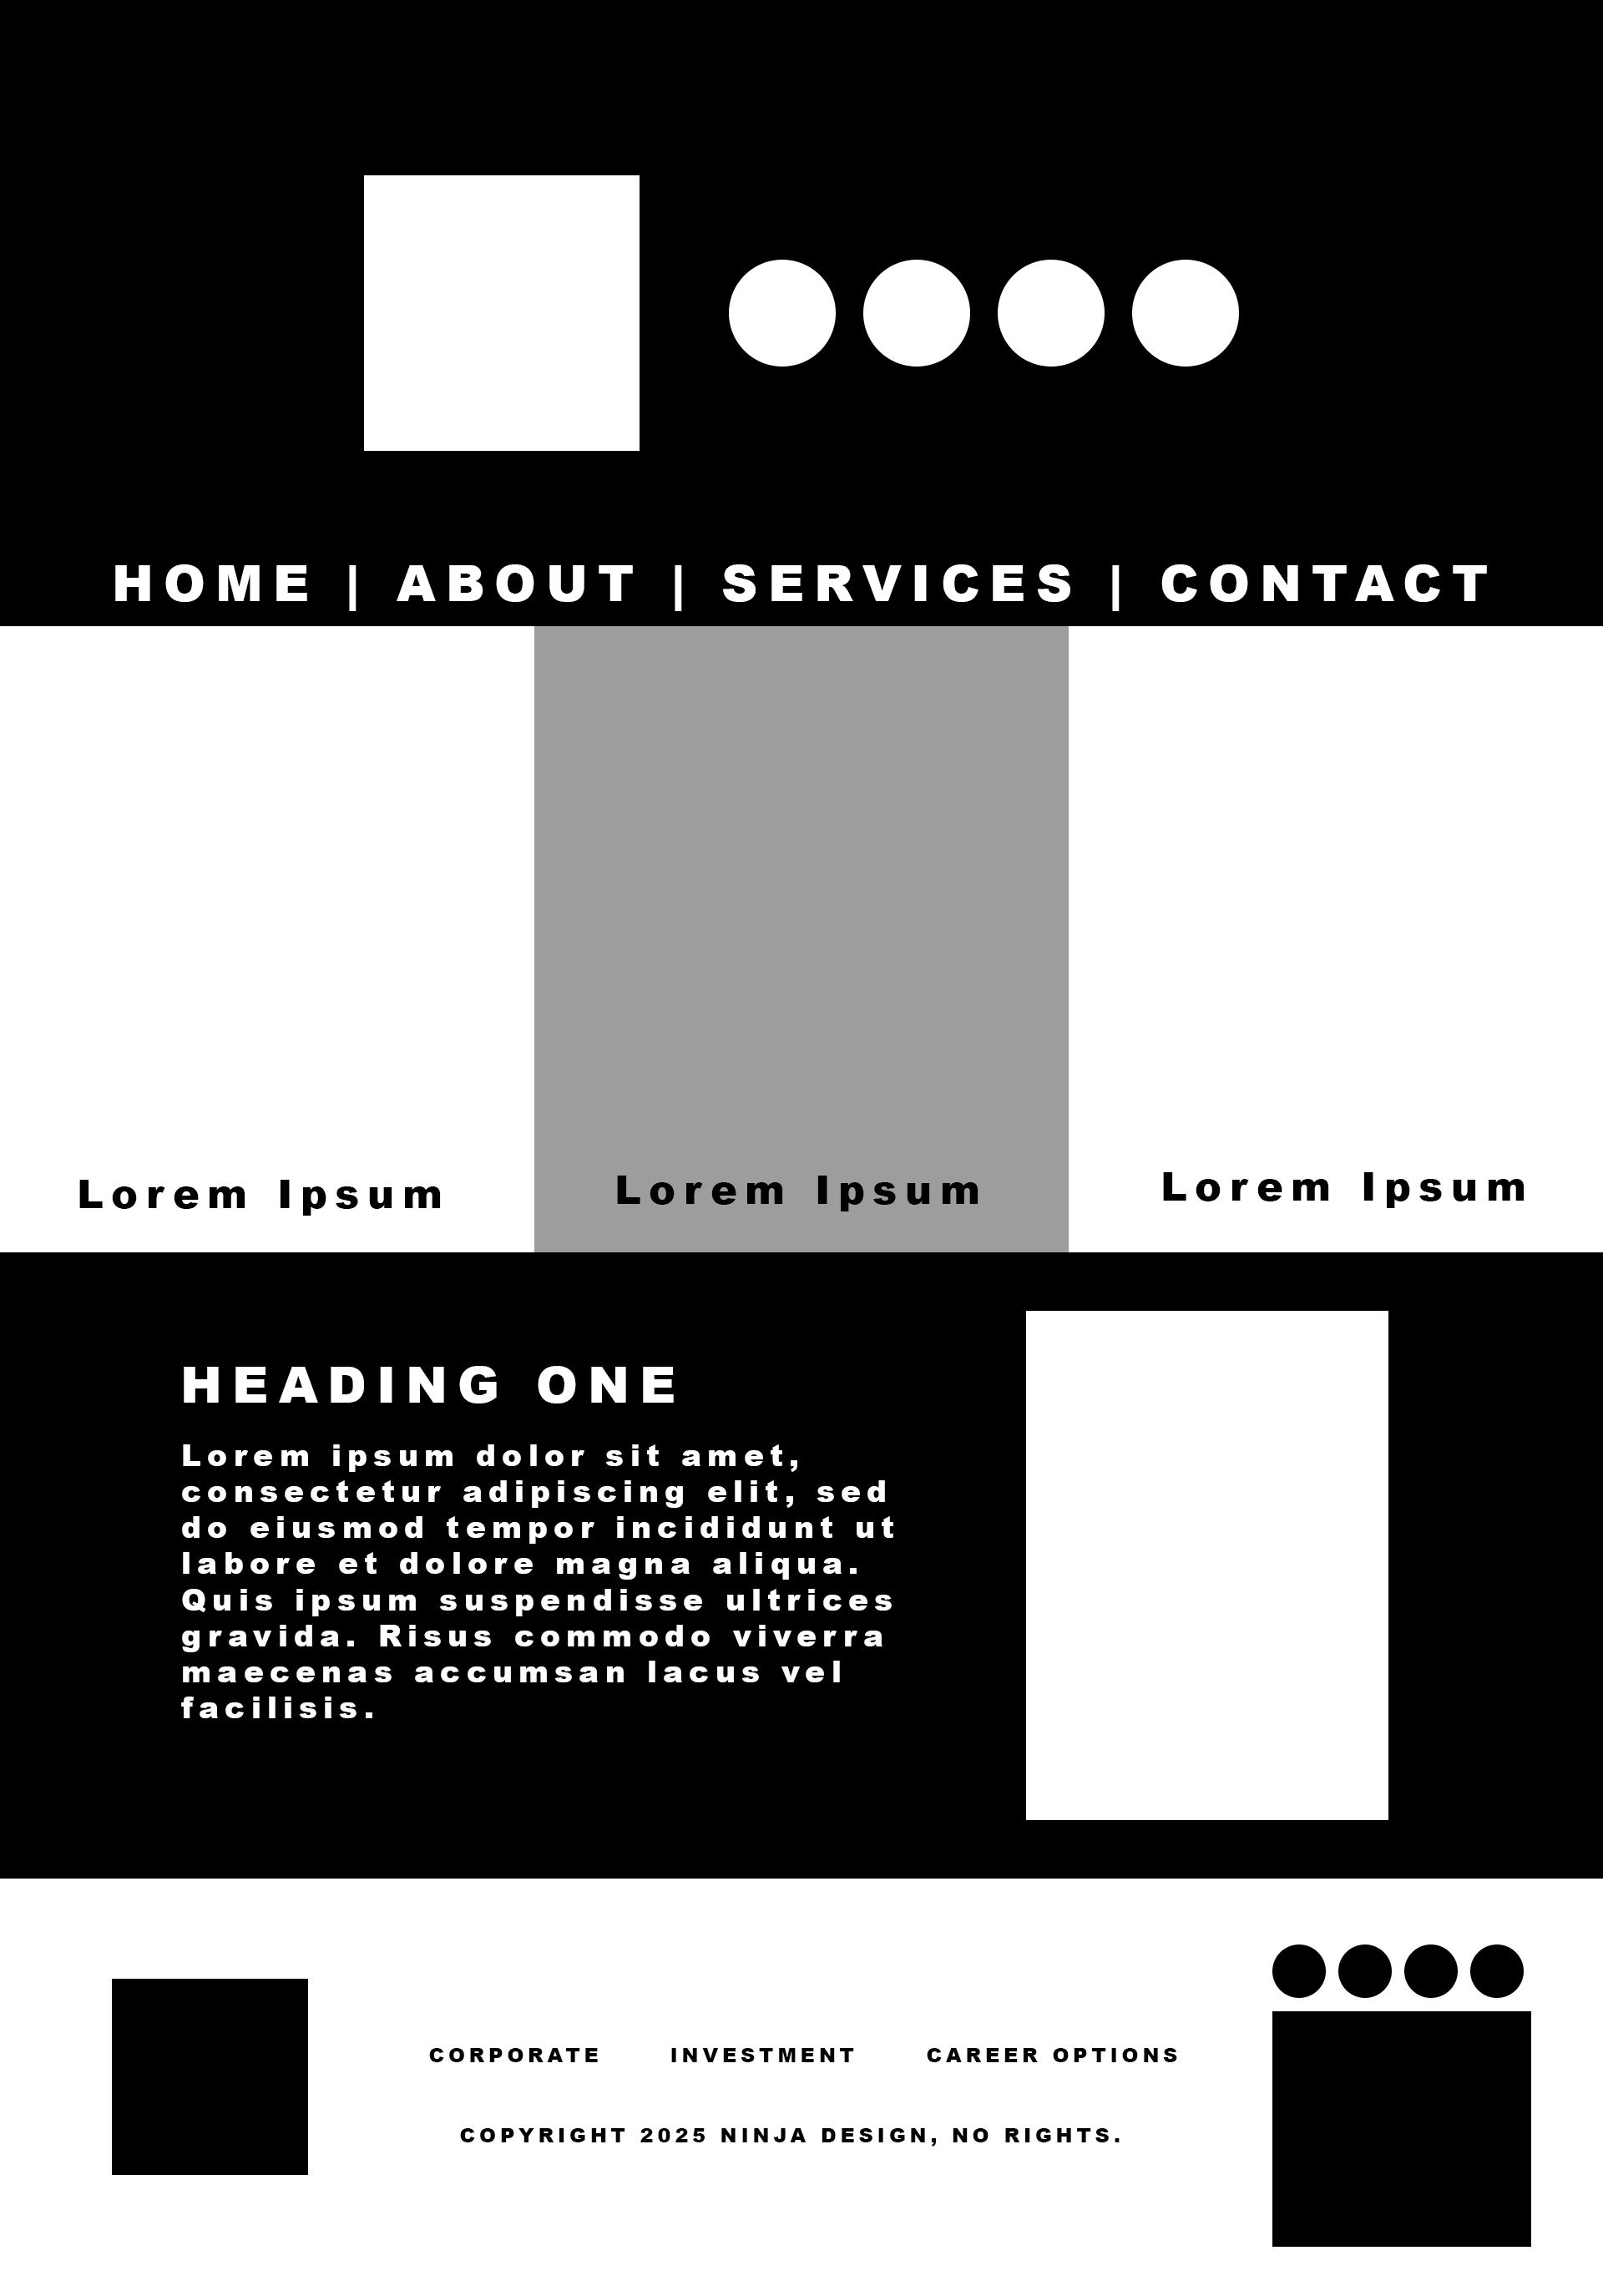 HOME | ABOUT | SERVICES | CONTACT
Lorem Ipsum
Lorem Ipsum
Lorem Ipsum
HEADING ONE
Lorem ipsum dolor sit amet,
consectetur adipiscing elit, sed
do eiusmod tempor incididunt ut
labore et dolore magna aliqua.
Quis ipsum suspendisse ultrices
gravida. Risus commodo viverra
maecenas accumsan lacus vel
facilisis.
CORPORATE INVESTMENT CAREER OPTIONS
COPYRIGHT 2025 NINJA DESIGN, NO RIGHTS.